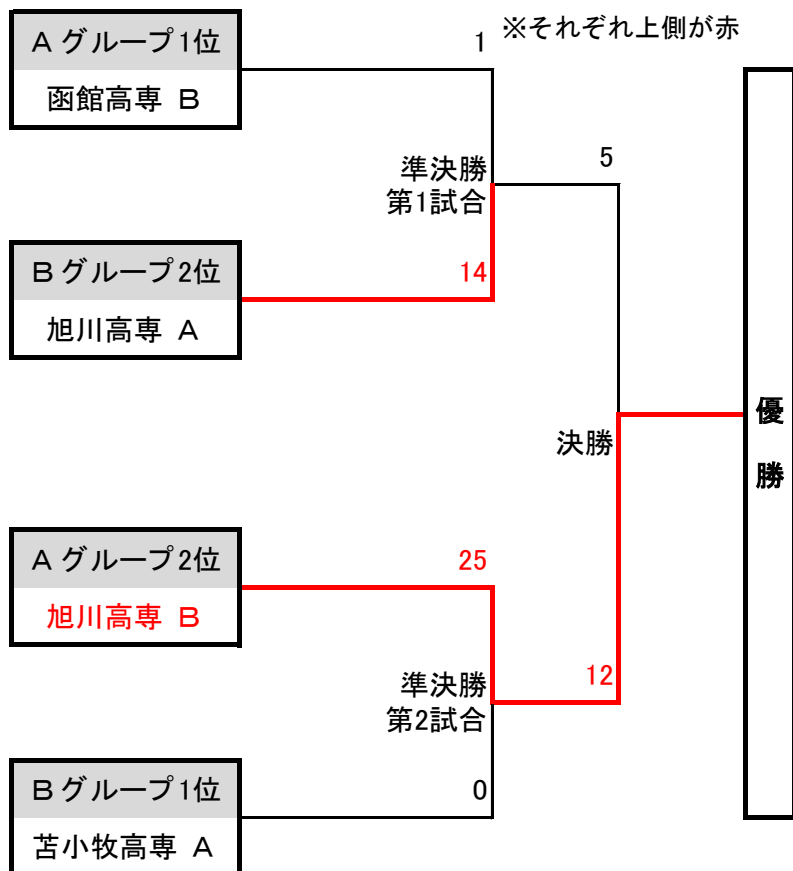 Aグループ1位
函館高専 B
1
※それぞれ上側が赤
準決勝
第1試合
5
Bグループ2位
旭川高専 A
14
決勝
優
勝
Aグループ2位
旭川高専 B
25
準決勝
第2試合
12
Bグループ1位
苫小牧高専 A
0